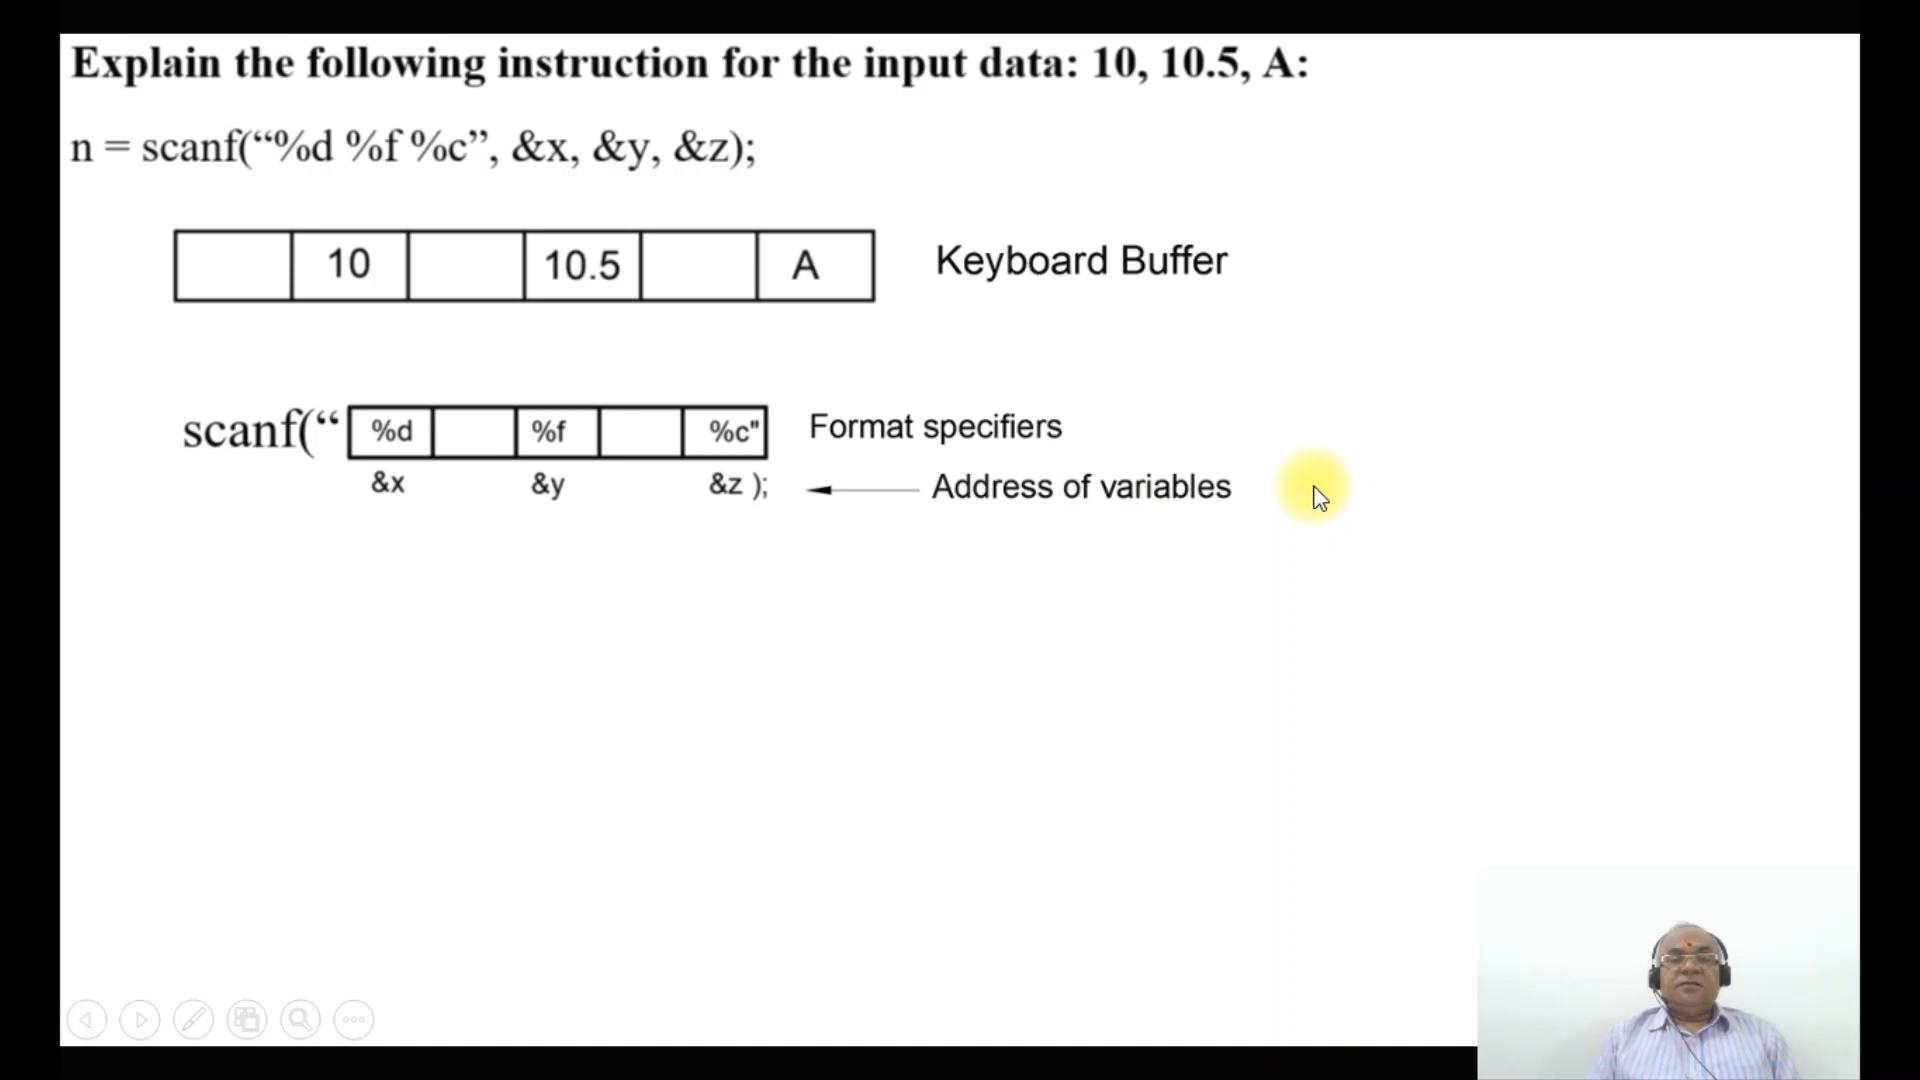 Explain the following instruction for the input data: 10, 10.5, A:
n = scanf(“%d %f %c”, &x, &y, &z);
10 10.5 A Keyboard Buffer
scanf(“ %d %f %c" Format specifiers
&x &y &z ); Address of variables